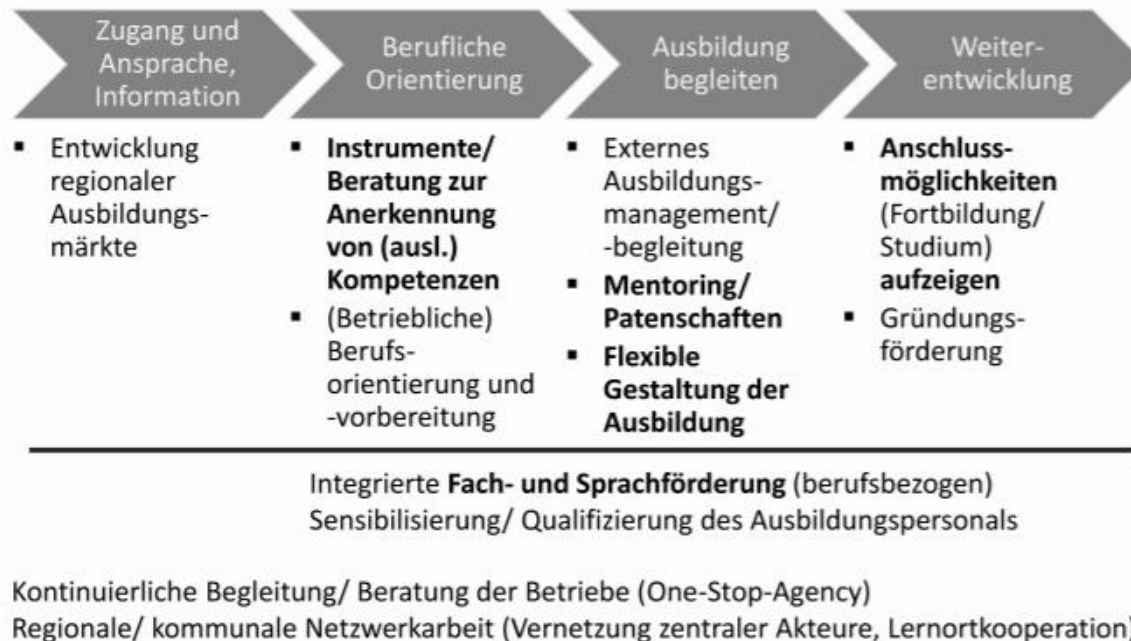 Zugang und
Ansprache,
Information
Berufliche
Orientierung
Ausbildung
begleiten
Weiter-
entwicklung
▪ Entwicklung
regionaler
Ausbildungs-
märkte
▪ Instrumente/
Beratung zur
Anerkennung
von (ausl.)
Kompetenzen
▪ (Betriebliche)
Berufs-
orientierung und
-vorbereitung
▪ Externes
Ausbildungs-
management/
-begleitung
▪ Mentoring/
Patenschaften
▪ Flexible
Gestaltung der
Ausbildung
▪ Anschluss-
möglichkeiten
(Fortbildung/
Studium)
aufzeigen
▪ Gründungs-
förderung
Integrierte Fach- und Sprachförderung (berufsbezogen)
Sensibilisierung/ Qualifizierung des Ausbildungspersonals
Kontinuierliche Begleitung/ Beratung der Betriebe (One-Stop-Agency)
Regionale/ kommunale Netzwerkarbeit (Vernetzung zentraler Akteure, Lernortkooperation)